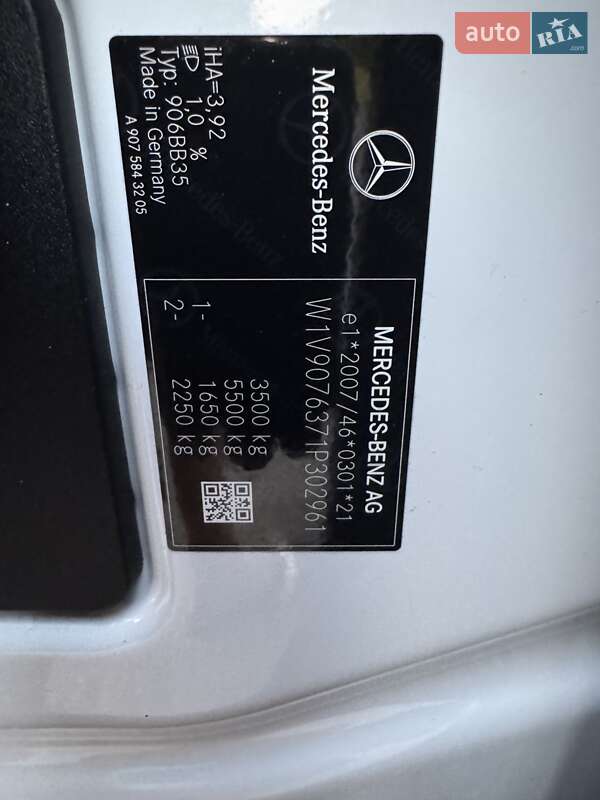 auto RIA .com
Mercedes-Benz
iHA=3,92
1,0 %
Typ: 906BB35
Made in Germany
A 907 584 32 05
MERCEDES-BENZ AG
e1*2007/46*0301*21
W1V9076371P302961
3500 kg
5500 kg
1- 1650 kg
2- 2250 kg